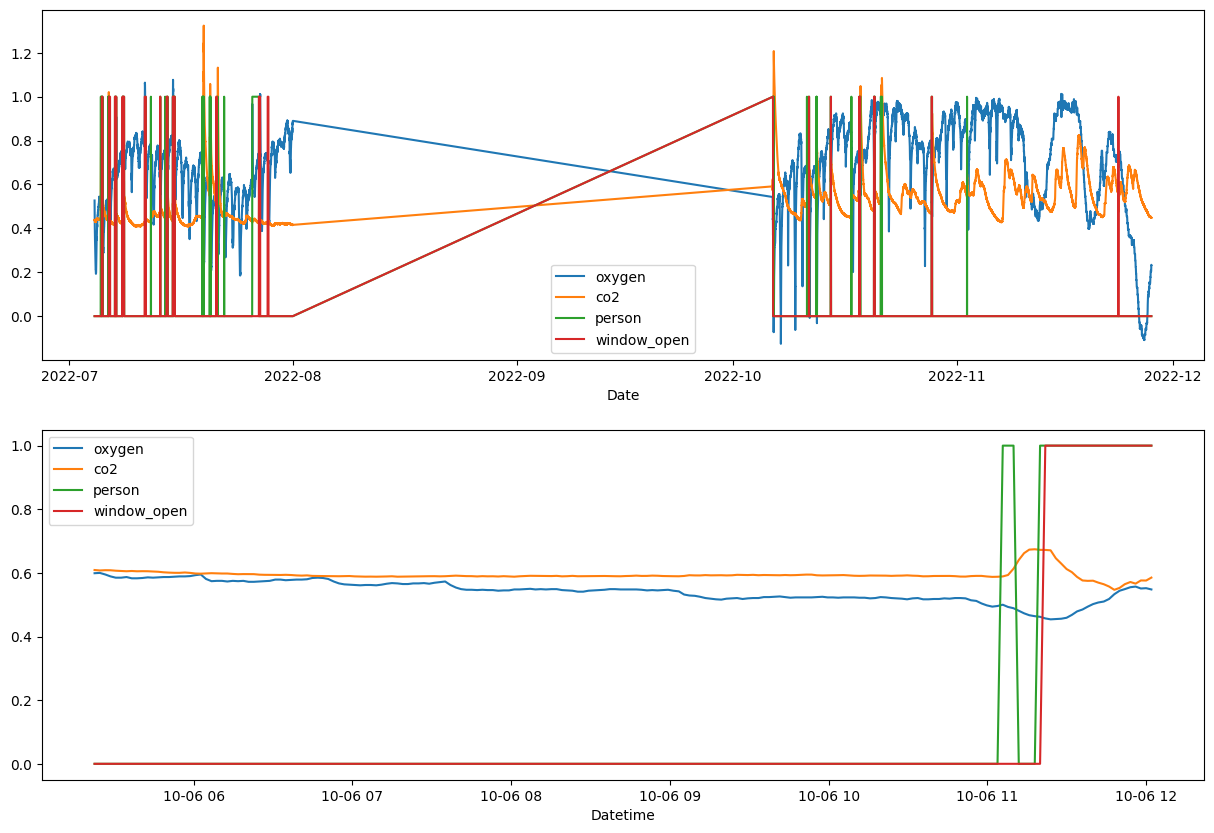 1.2
1.0
0.8
0.6
0.4
0.2
0.0
oxygen
co2
person
window_open
2022-07
2022-08
2022-09
2022-10
2022-11
2022-12
Date
1.0
0.8
0.6
0.4
0.2
0.0
oxygen
co2
person
window_open
10-06 06
10-06 07
10-06 08
10-06 09
10-06 10
10-06 11
10-06 12
Datetime